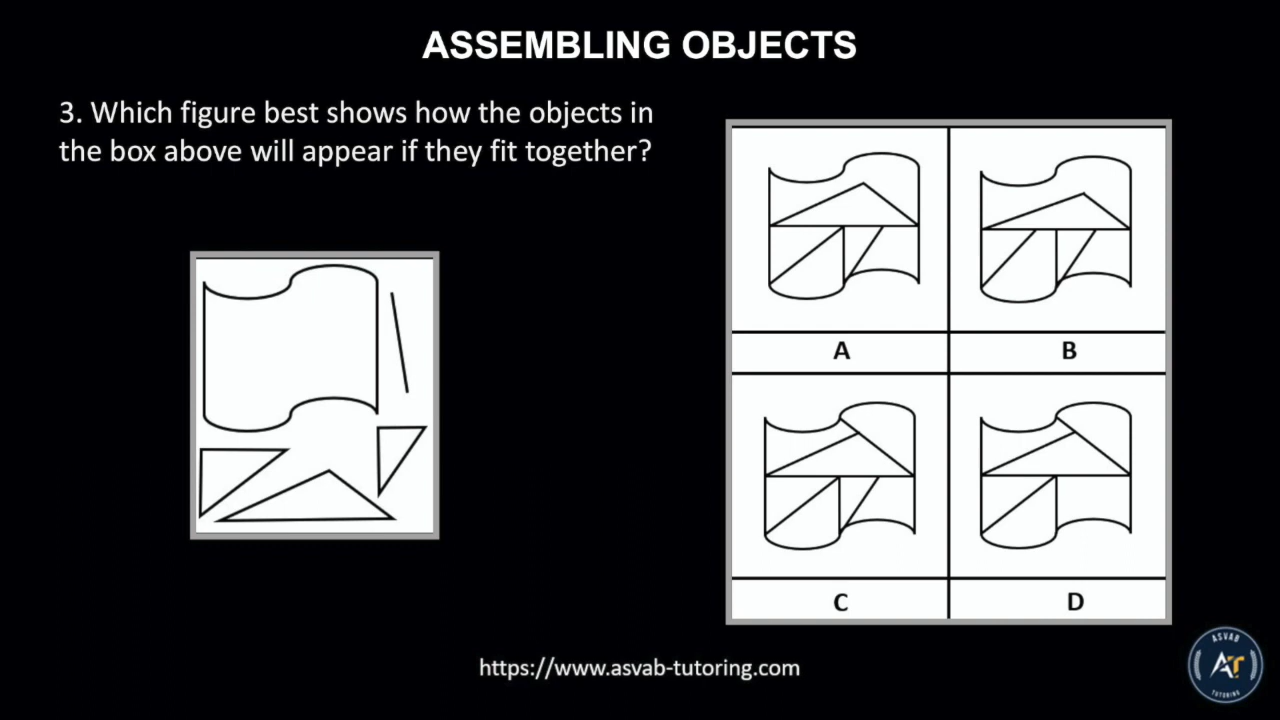 ASSEMBLING OBJECTS
3. Which figure best shows how the objects in
the box above will appear if they fit together?
A
B
C
D
https://www.asvab-tutoring.com
ASVAB
AT
TUTORING